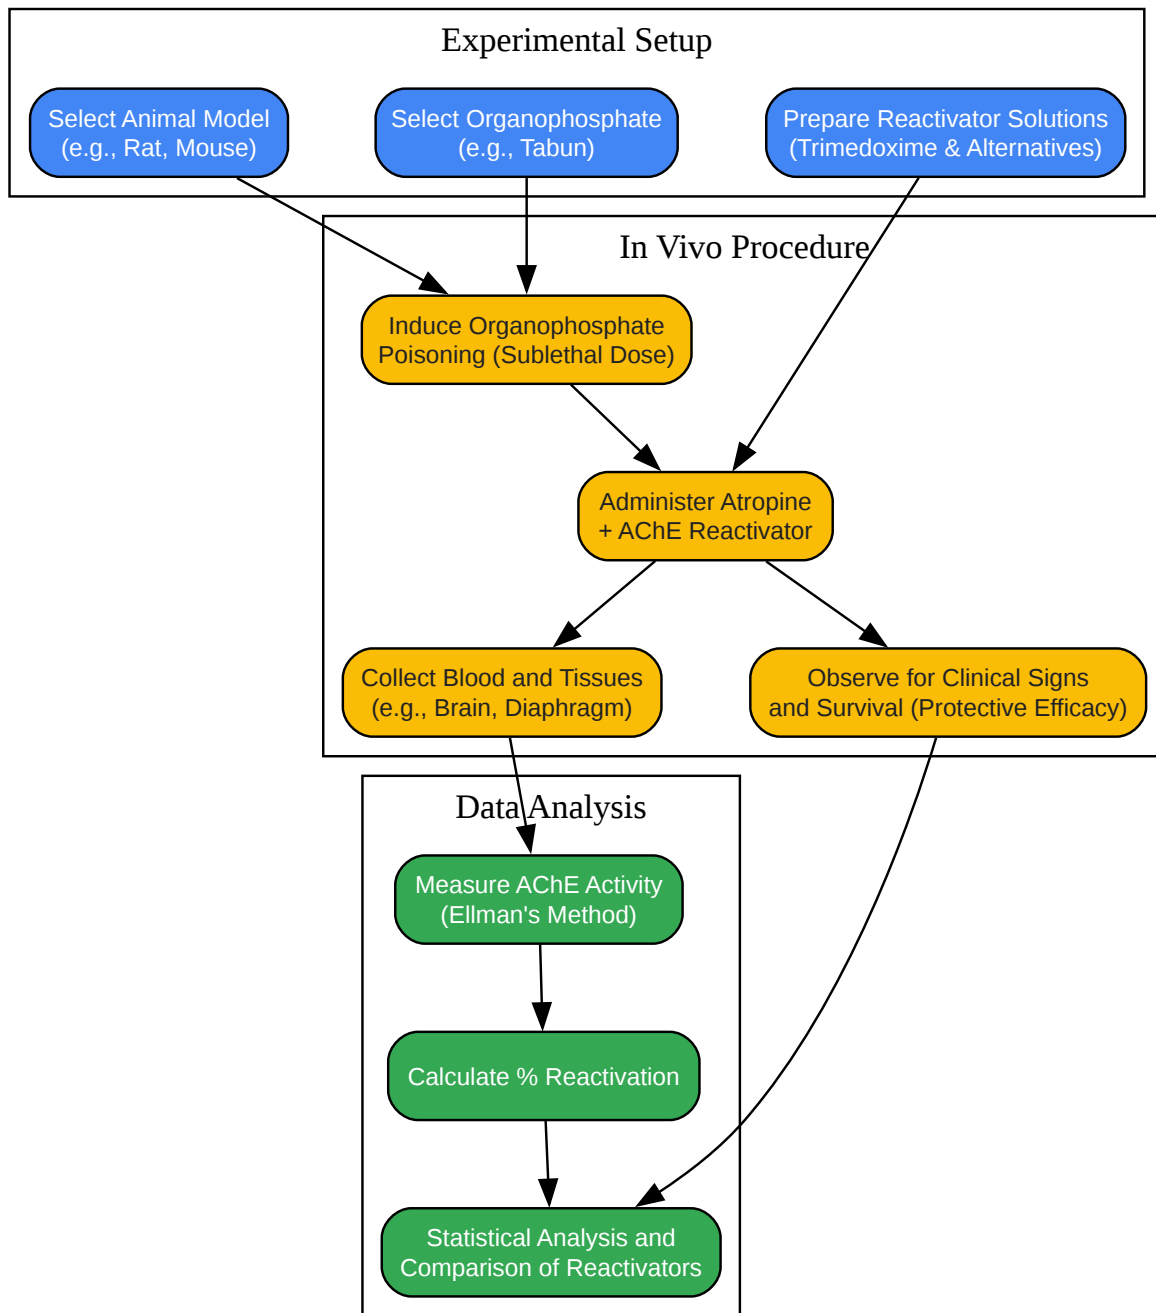 Experimental Setup
Select Animal Model
(e.g., Rat, Mouse)
Select Organophosphate
(e.g., Tabun)
Prepare Reactivator Solutions
(Trimedoxime & Alternatives)
In Vivo Procedure
Induce Organophosphate
Poisoning (Sublethal Dose)
Administer Atropine
+ AChE Reactivator
Collect Blood and Tissues
(e.g., Brain, Diaphragm)
Observe for Clinical Signs
and Survival (Protective Efficacy)
Data Analysis
Measure AChE Activity
(Ellman's Method)
Calculate % Reactivation
Statistical Analysis and
Comparison of Reactivators